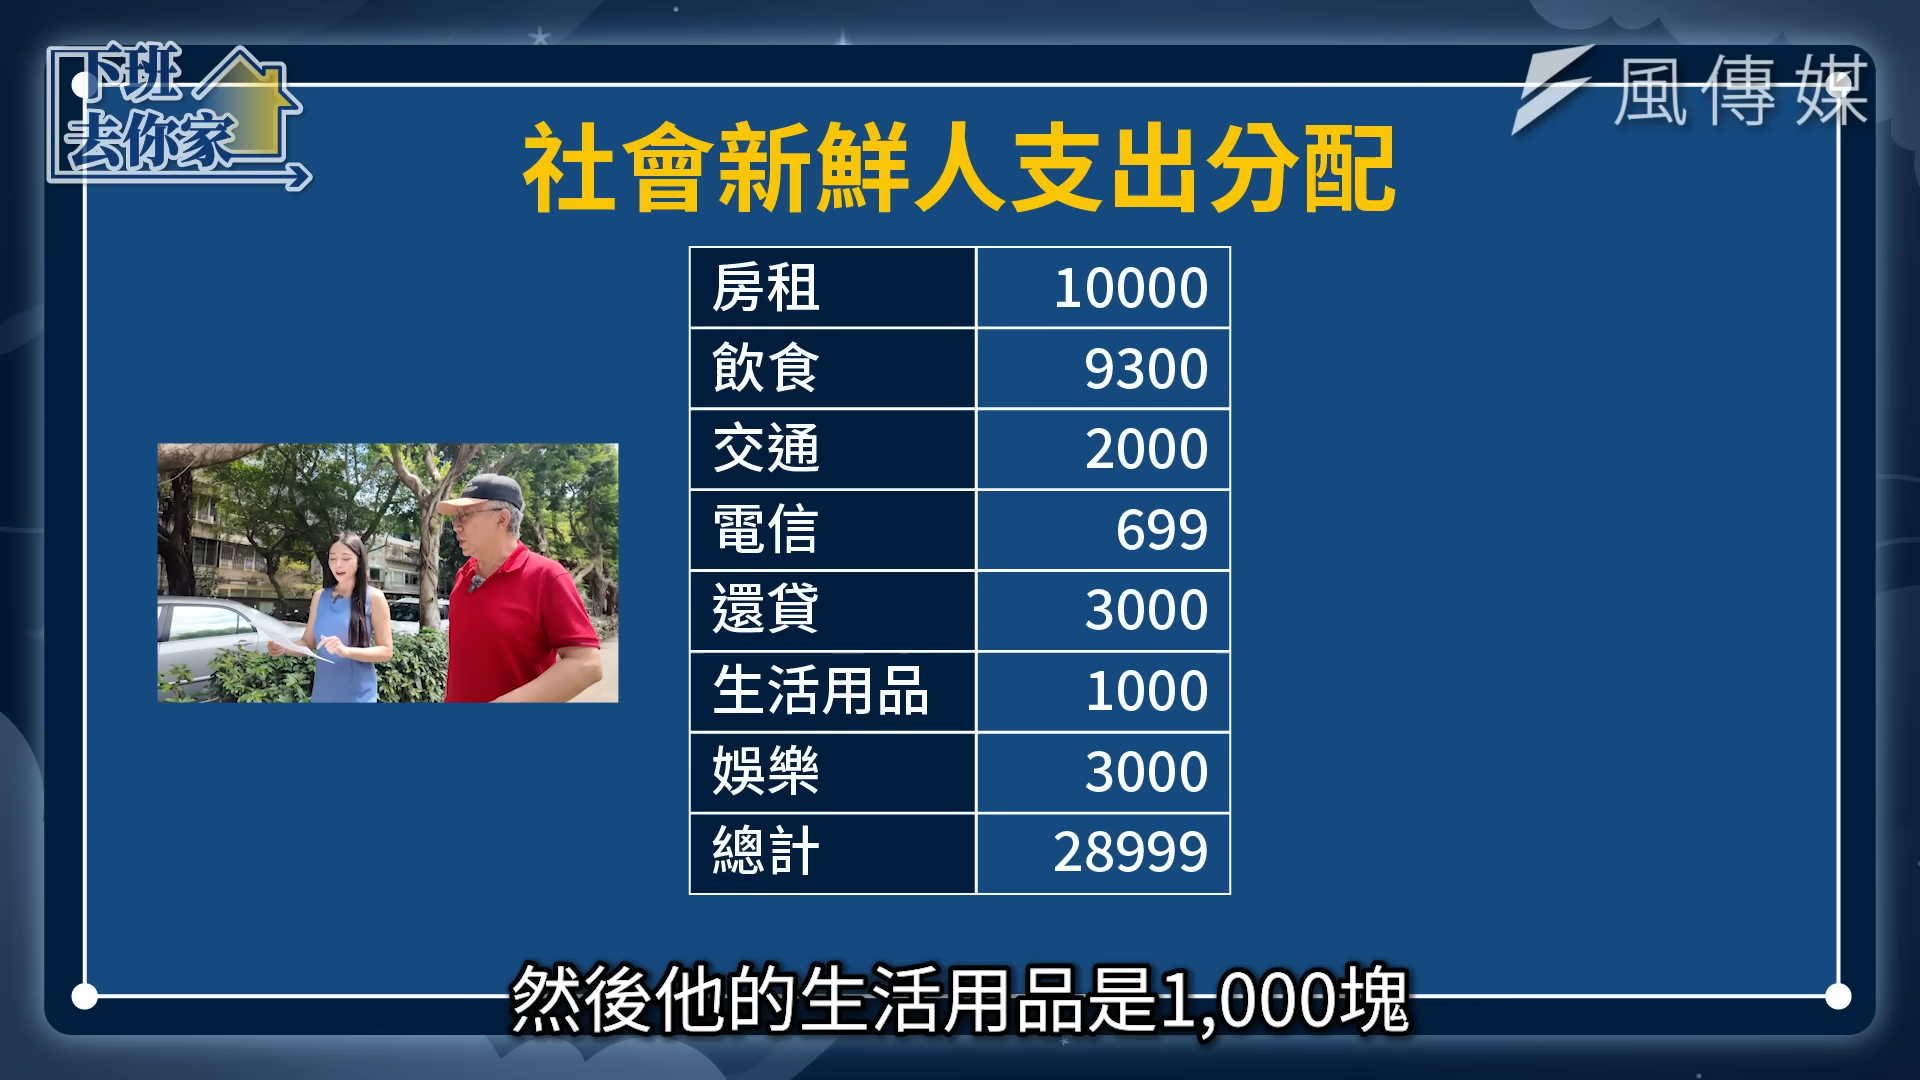 下班
去你家
風傳媒
社會新鮮人支出分配
房租 10000
飲食 9300
交通 2000
電信 699
還貸 3000
生活用品 1000
娛樂 3000
總計 28999
然後他的生活用品是1,000塊